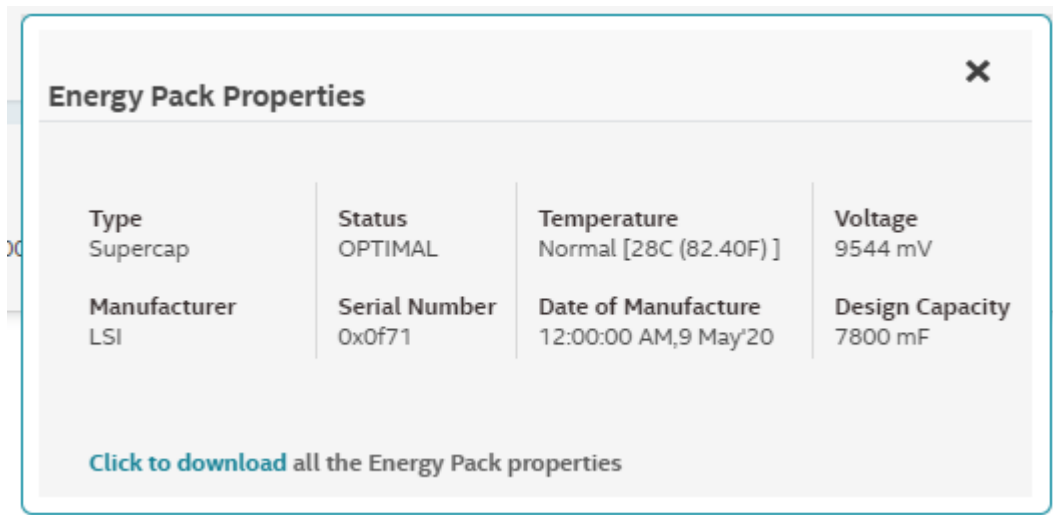 Energy Pack Properties
Type
Supercap
Status
OPTIMAL
Temperature
Normal [28C (82.40F) ]
Voltage
9544 mV
Manufacturer
LSI
Serial Number
0x0f71
Date of Manufacture
12:00:00 AM,9 May'20
Design Capacity
7800 mF
Click to download all the Energy Pack properties